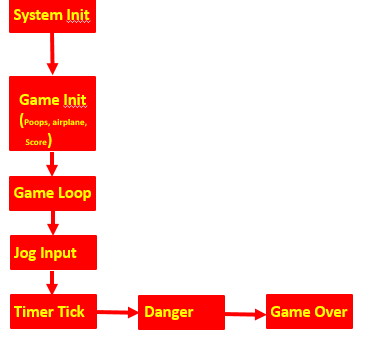 System Init
Game Init
(Poops, airplane,
Score)
Game Loop
Jog Input
Timer Tick
Danger
Game Over